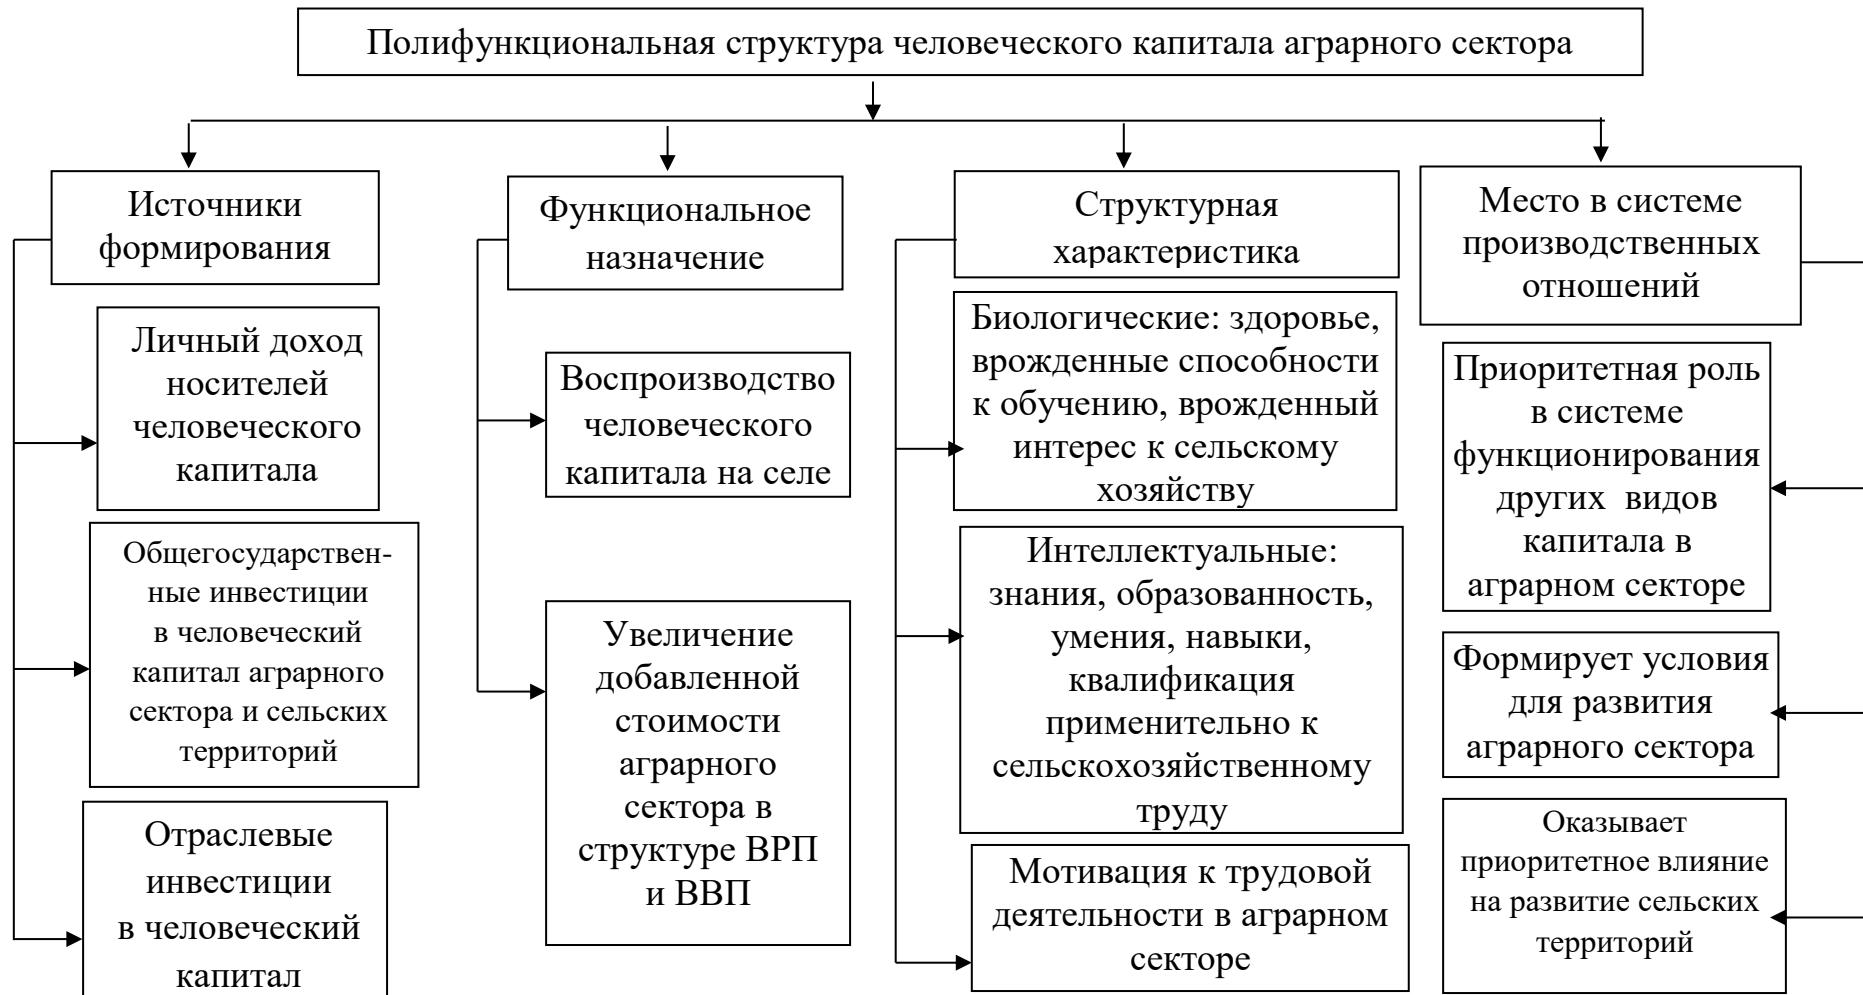 Полифункциональная структура человеческого капитала аграрного сектора
Источники
формирования
Личный доход
носителей
человеческого
капитала
Общегосударствен-
ные инвестиции
в человеческий
капитал аграрного
сектора и сельских
территорий
Отраслевые
инвестиции
в человеческий
капитал
Функциональное
назначение
Воспроизводство
человеческого
капитала на селе
Увеличение
добавленной
стоимости
аграрного
сектора в
структуре ВРП
и ВВП
Структурная
характеристика
Биологические: здоровье,
врожденные способности
к обучению, врожденный
интерес к сельскому
хозяйству
Интеллектуальные:
знания, образованность,
умения, навыки,
квалификация
применительно к
сельскохозяйственному
труду
Мотивация к трудовой
деятельности в аграрном
секторе
Место в системе
производственных
отношений
Приоритетная роль
в системе
функционирования
других видов
капитала в
аграрном секторе
Формирует условия
для развития
аграрного сектора
Оказывает
приоритетное влияние
на развитие сельских
территорий